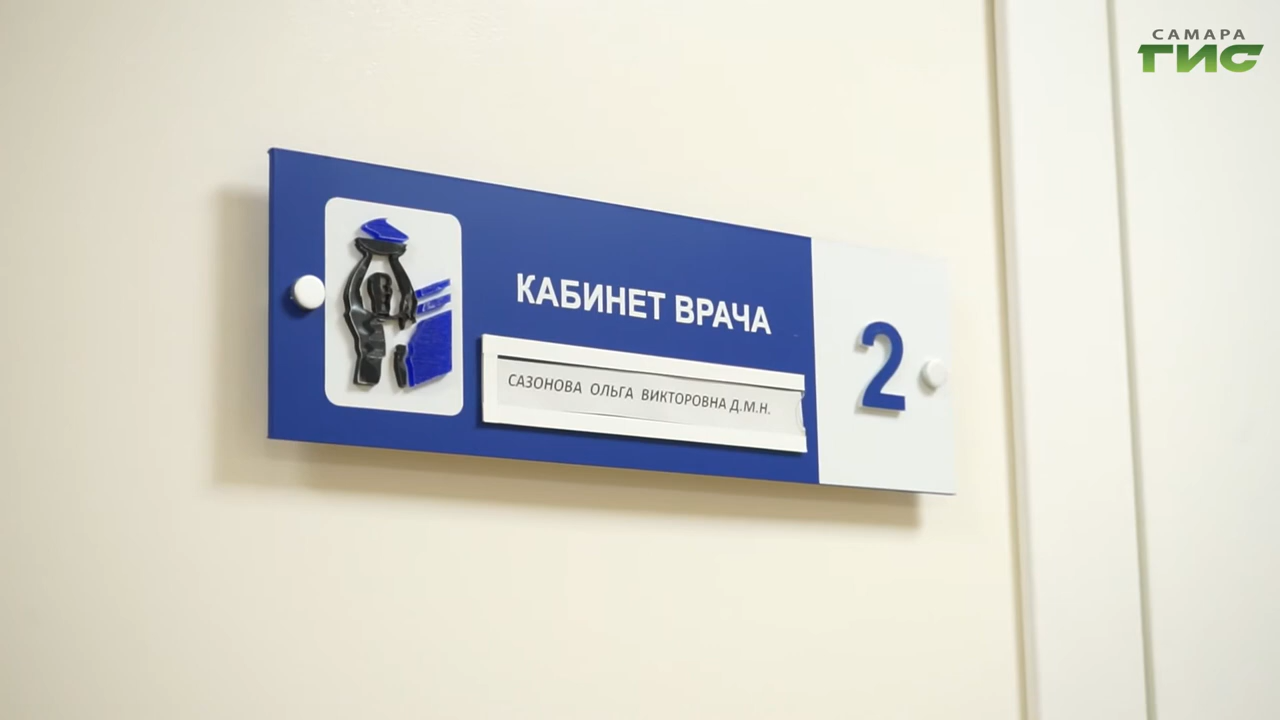 САМАРА
ГИС
КАБИНЕТ ВРАЧА
САЗОНОВА ОЛЬГА ВИКТОРОВНА Д.М.Н.
2